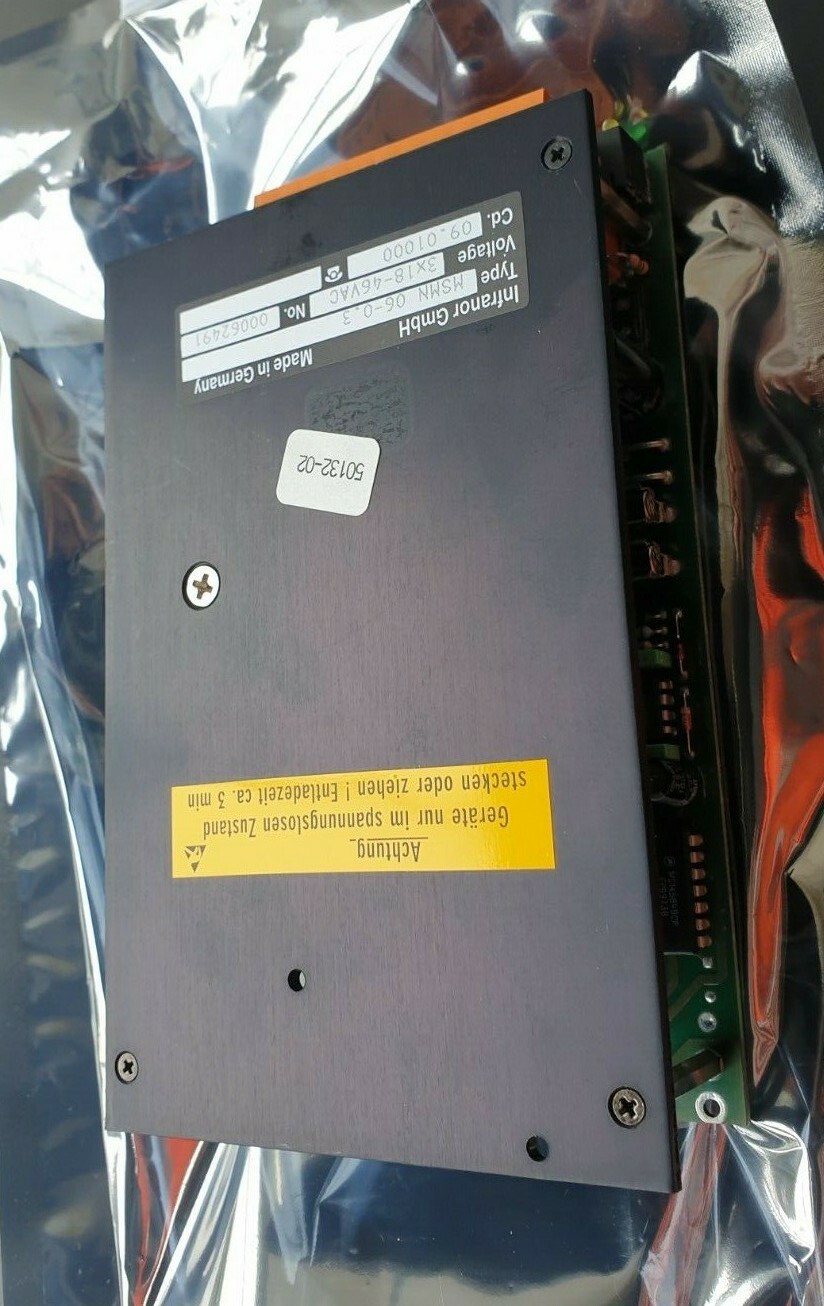 Infranor GmbH Made in Germany
Type MSMN 06-0.3 No. 00062491
Voltage 3x18-46VAC
Cd. 09.01000
50132-02
Achtung
Geräte nur im spannungslosen Zustand
stecken oder ziehen ! Entladezeit ca. 3 min